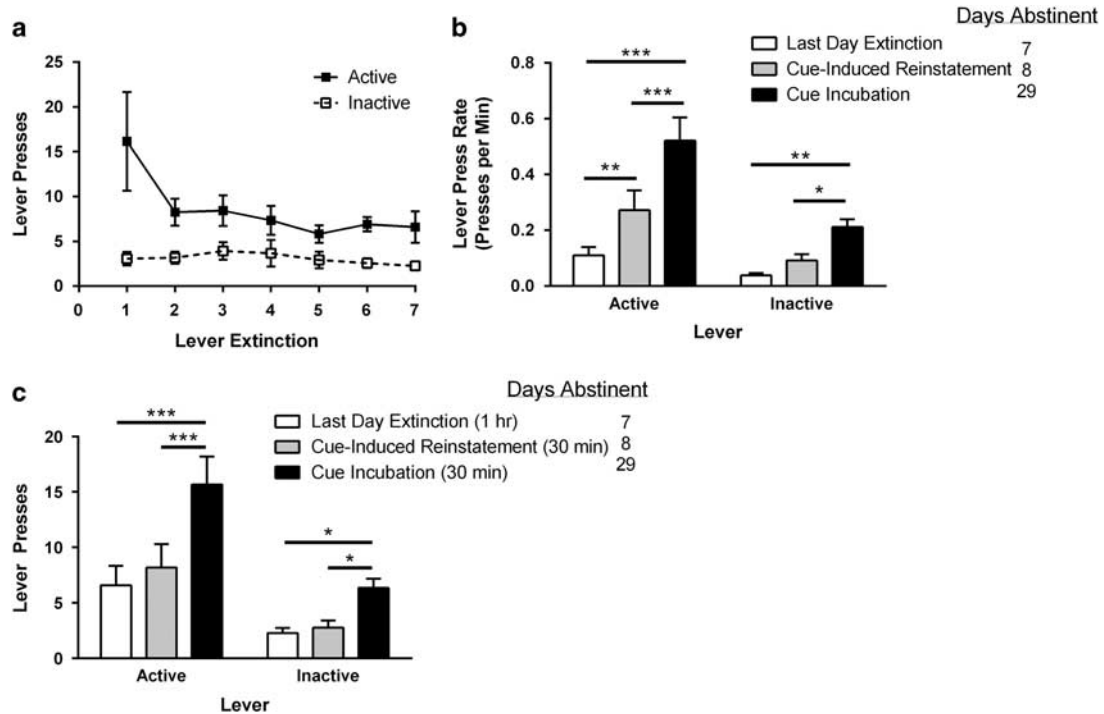 a
25
20
15
10
5
0
Lever Presses
Active
Inactive
0 1 2 3 4 5 6 7
Lever Extinction
b
Days Abstinent
Last Day Extinction 7
Cue-Induced Reinstatement 8
Cue Incubation 29
0.8
0.6
0.4
0.2
0.0
Lever Press Rate
(Presses per Min)
***
***
**
**
*
Active Inactive
Lever
c
Days Abstinent
Last Day Extinction (1 hr) 7
Cue-Induced Reinstatement (30 min) 8
Cue Incubation (30 min) 29
20
15
10
5
0
Lever Presses
***
***
*
*
Active Inactive
Lever